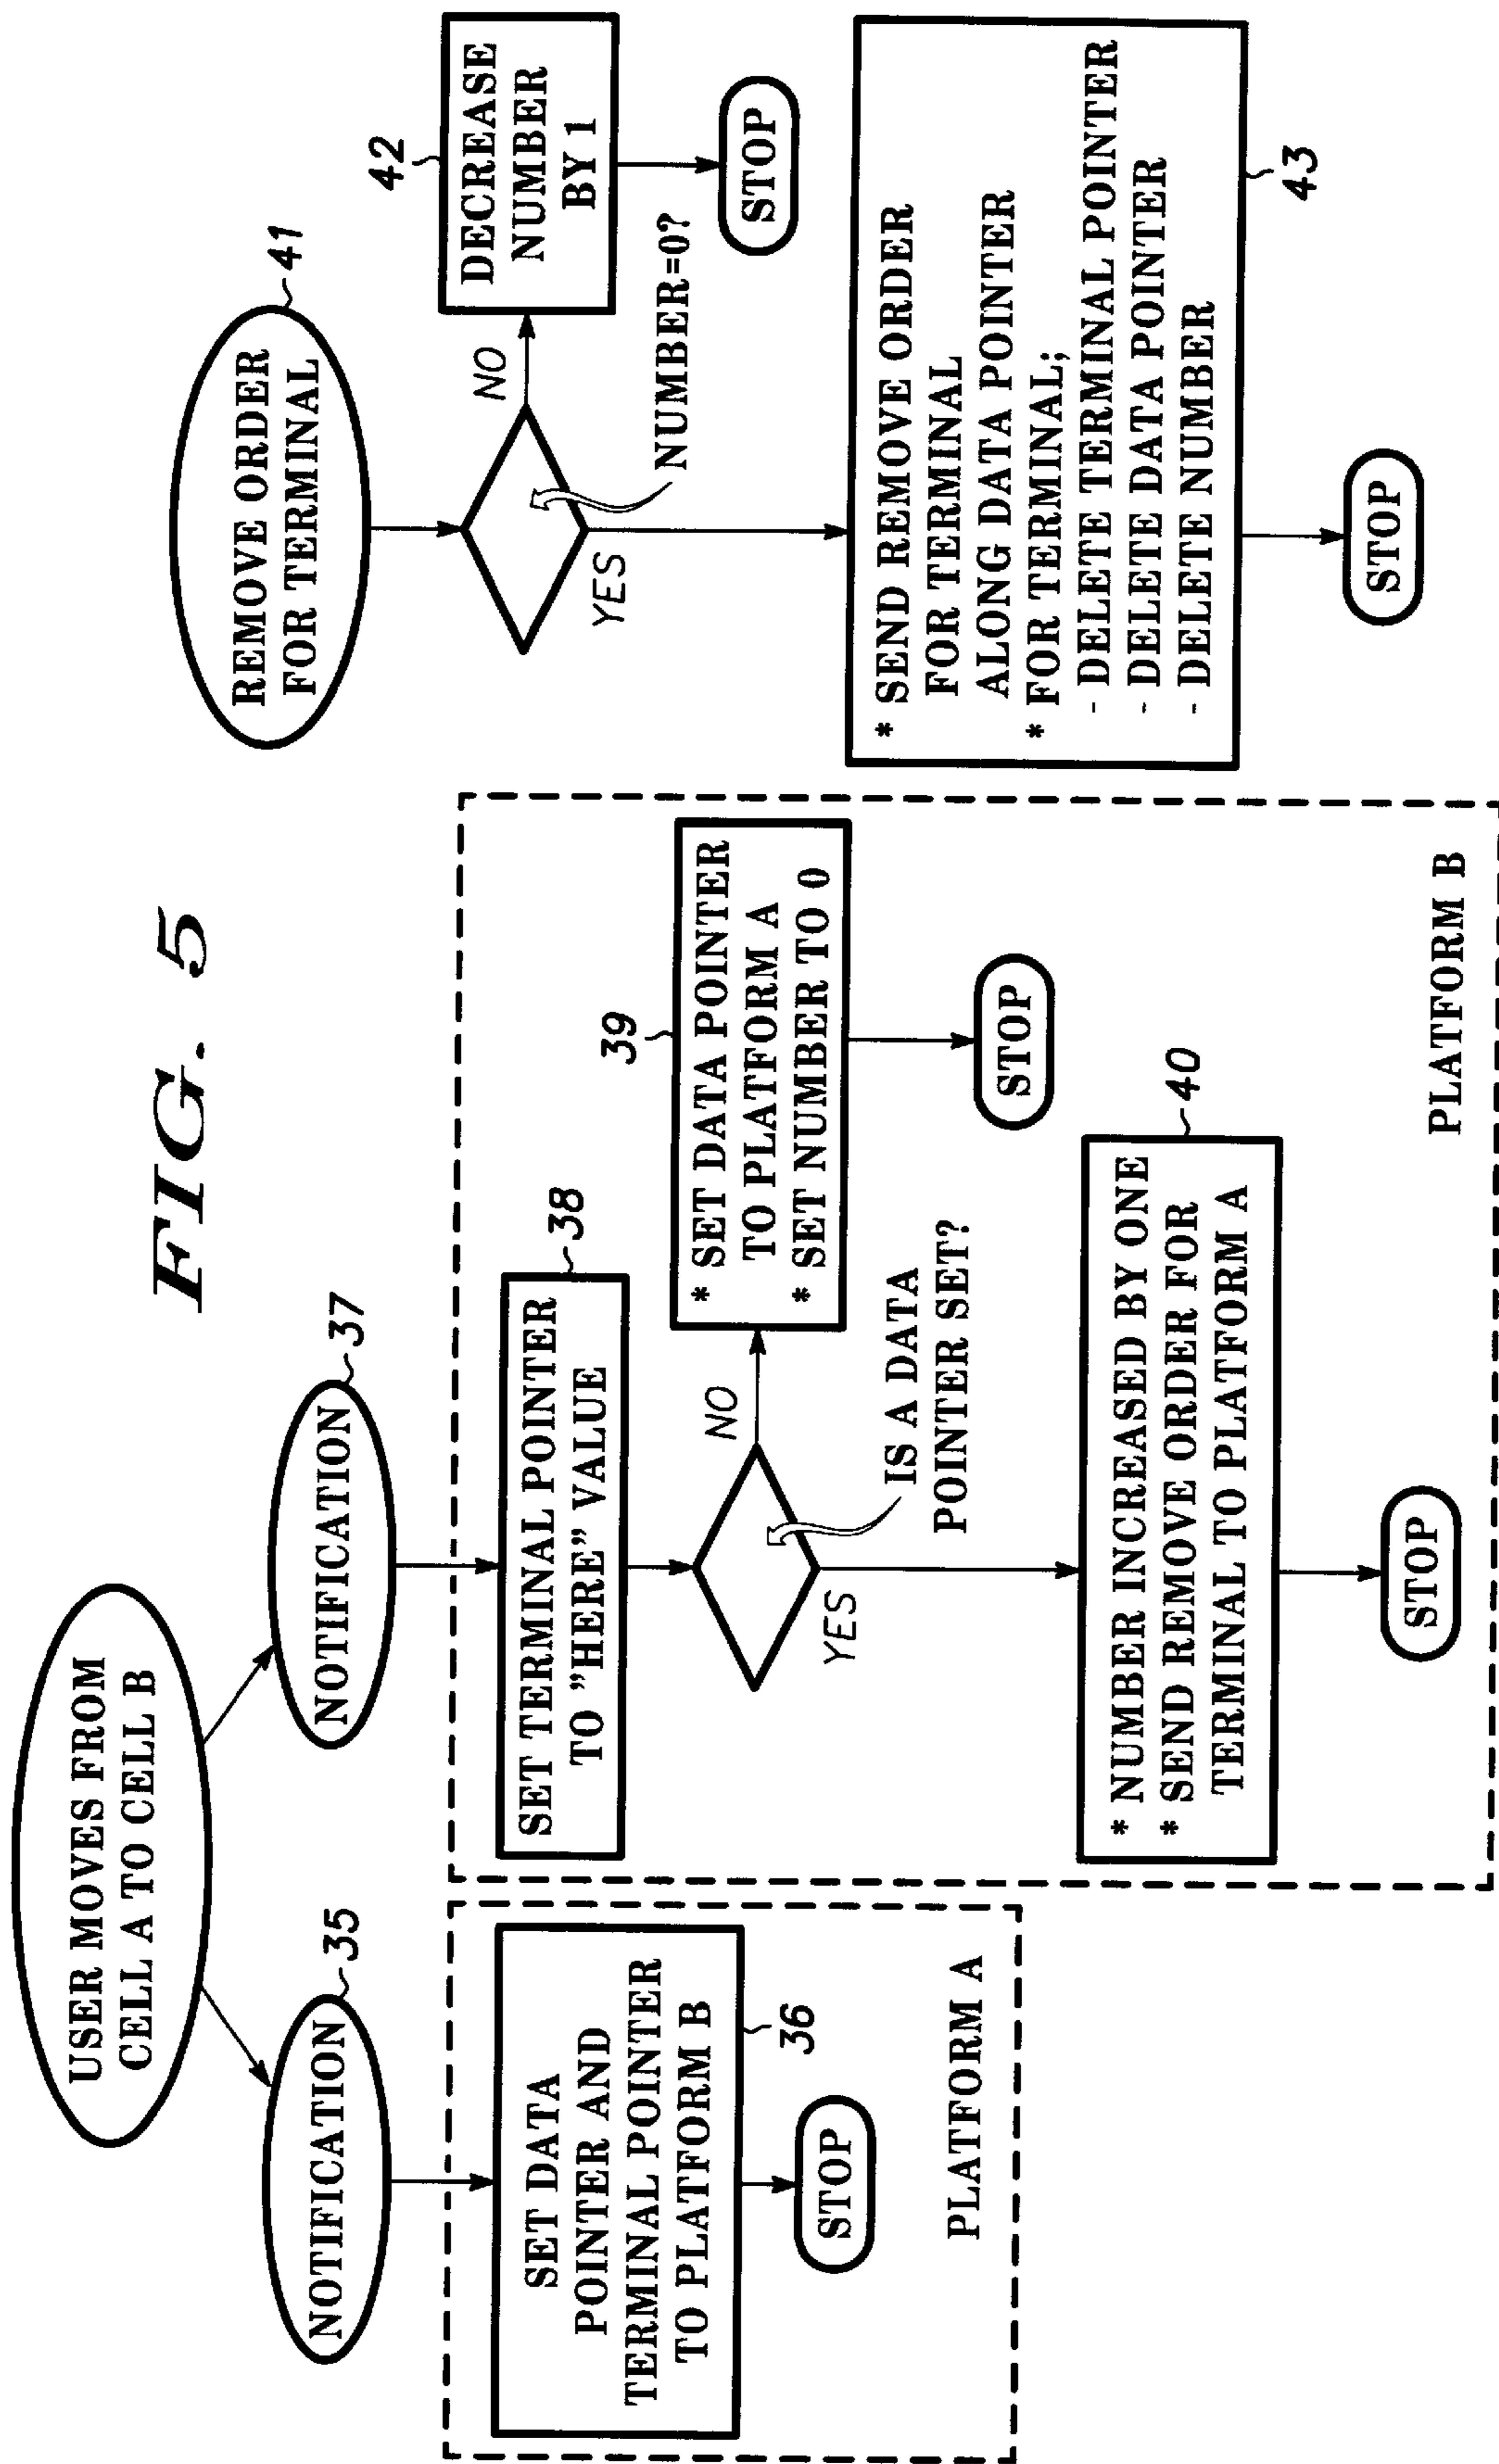 FIG. 5
USER MOVES FROM
CELL A TO CELL B
NOTIFICATION
35
SET DATA
POINTER AND
TERMINAL POINTER
TO PLATFORM B
36
STOP
PLATFORM A
NOTIFICATION
37
SET TERMINAL POINTER
TO "HERE" VALUE
38
IS A DATA
POINTER SET?
NO
YES
39
* SET DATA POINTER
TO PLATFORM A
* SET NUMBER TO 0
STOP
40
* NUMBER INCREASED BY ONE
* SEND REMOVE ORDER FOR
TERMINAL TO PLATFORM A
STOP
PLATFORM B
REMOVE ORDER
FOR TERMINAL
41
NUMBER=0?
NO
YES
42
DECREASE
NUMBER
BY 1
STOP
* SEND REMOVE ORDER
FOR TERMINAL
ALONG DATA POINTER
* FOR TERMINAL;
- DELETE TERMINAL POINTER
- DELETE DATA POINTER
- DELETE NUMBER
43
STOP